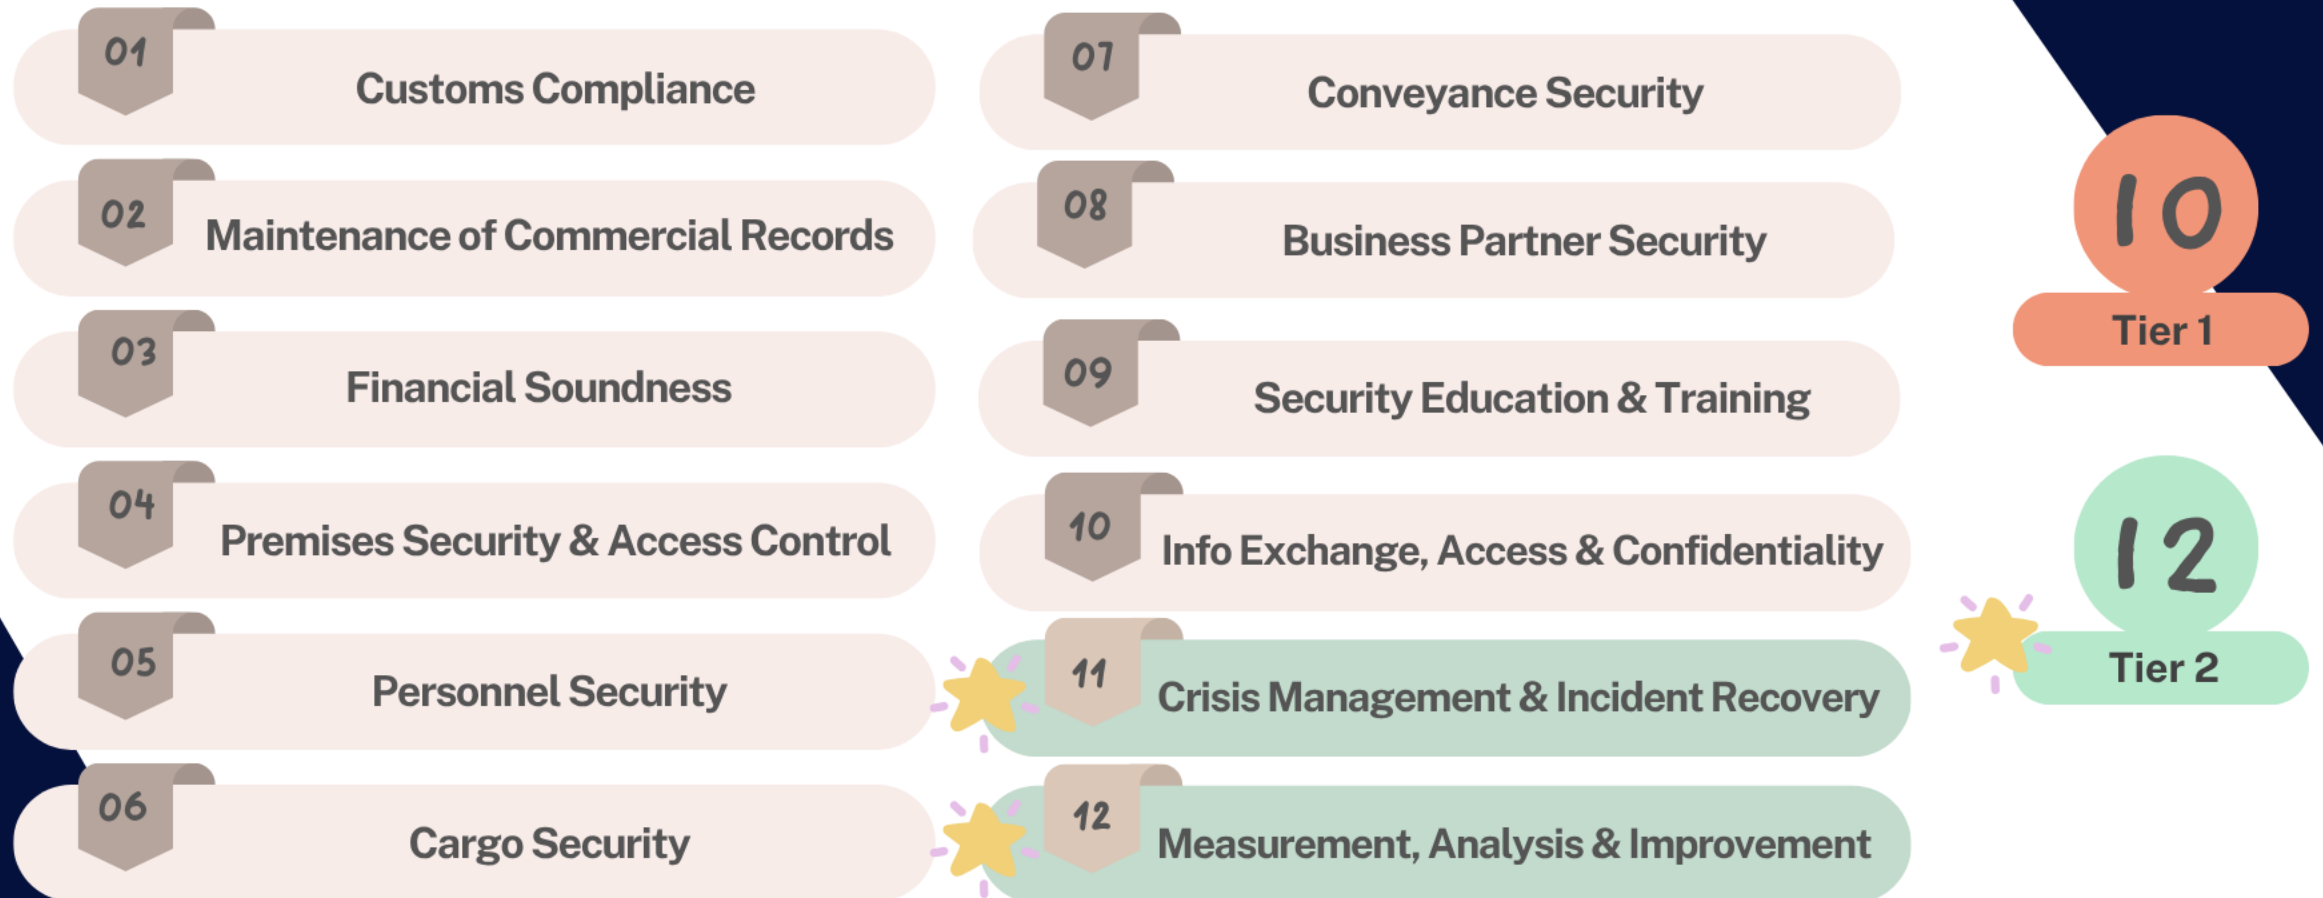 01
Customs Compliance
02
Maintenance of Commercial Records
03
Financial Soundness
04
Premises Security & Access Control
05
Personnel Security
06
Cargo Security
07
Conveyance Security
08
Business Partner Security
09
Security Education & Training
10
Info Exchange, Access & Confidentiality
11
Crisis Management & Incident Recovery
12
Measurement, Analysis & Improvement
10
Tier 1
12
Tier 2